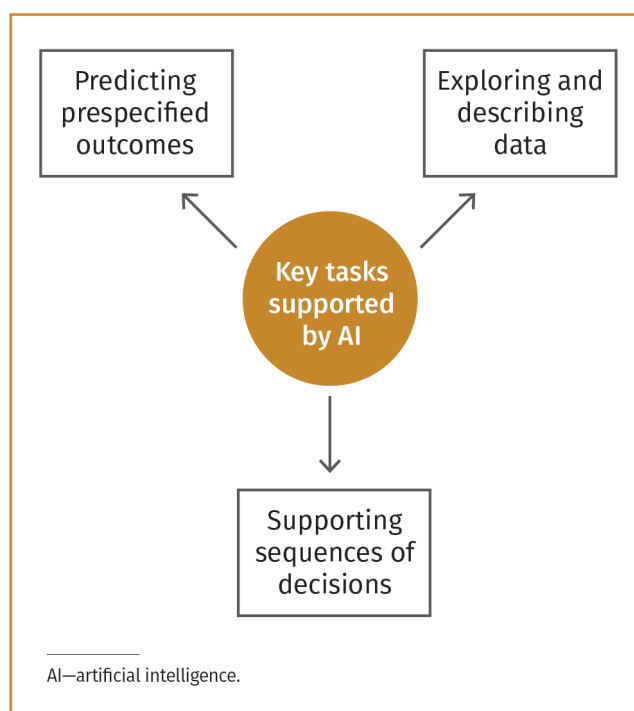 Predicting
prespecified
outcomes
Exploring and
describing
data
Key tasks
supported
by AI
Supporting
sequences of
decisions
AI—artificial intelligence.